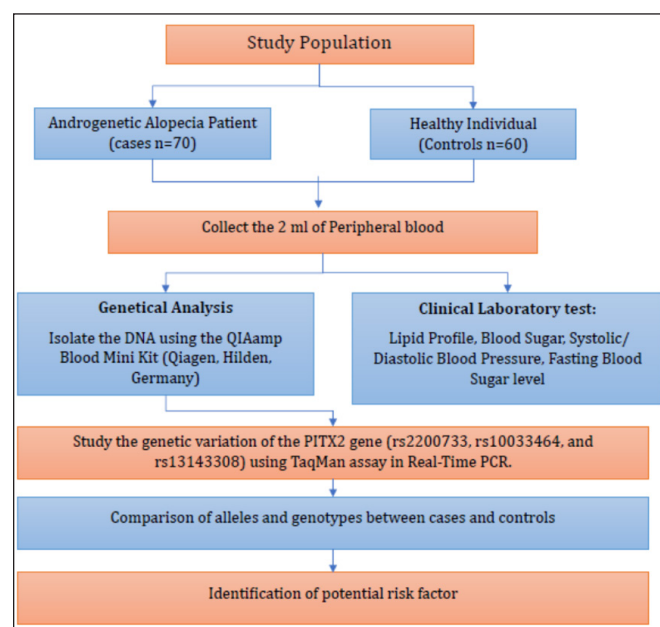 Study Population
Androgenetic Alopecia Patient
(cases n=70)
Healthy Individual
(Controls n=60)
Collect the 2 ml of Peripheral blood
Genetical Analysis
Isolate the DNA using the QIAamp
Blood Mini Kit (Qiagen, Hilden,
Germany)
Clinical Laboratory test:
Lipid Profile, Blood Sugar, Systolic/
Diastolic Blood Pressure, Fasting Blood
Sugar level
Study the genetic variation of the PITX2 gene (rs2200733, rs10033464, and
rs13143308) using TaqMan assay in Real-Time PCR.
Comparison of alleles and genotypes between cases and controls
Identification of potential risk factor